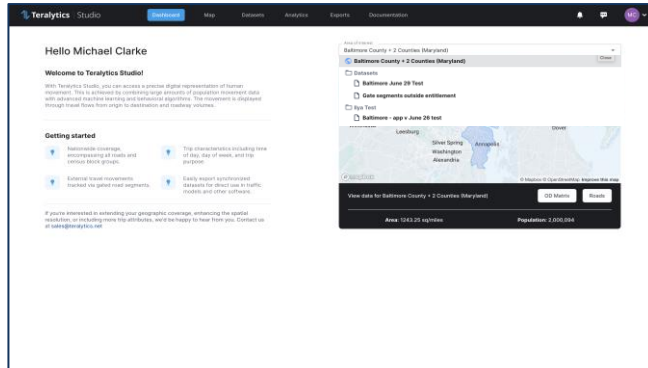 Teralytics Studio
Dashboard Map Datasets Analytics Exports Documentation
MC
Hello Michael Clarke
Welcome to Teralytics Studio!
With Teralytics Studio, you can access a precise digital representation of human
movement. This is achieved by combining large amounts of population movement data
with advanced machine learning and behavioral algorithms. The movement is displayed
through travel flows from origin to destination and roadway volumes.
Getting started
Nationwide coverage,
encompassing all roads and
census block groups.
Trip characteristics including time
of day, day of week, and trip
purpose.
External travel movements
tracked via gated road segments.
Easily export synchronized
datasets for direct use in traffic
models and other software.
If you're interested in extending your geographic coverage, enhancing the spatial
resolution, or including more trip attributes, we'd be happy to hear from you. Contact us
at sales@teralytics.net
Area of interest
Baltimore County + 2 Counties (Maryland)
Baltimore County + 2 Counties (Maryland)
Close
Datasets
Baltimore June 29 Test
Gate segments outside entitlement
Ilya Test
Baltimore - app v June 26 test
Leesburg
Silver Spring
Annapolis
Dover
Washington
Alexandria
mapbox
© Mapbox © OpenStreetMap Improve this map
View data for Baltimore County + 2 Counties (Maryland)
OD Matrix
Roads
Area: 1243.25 sq/miles
Population: 2,000,094